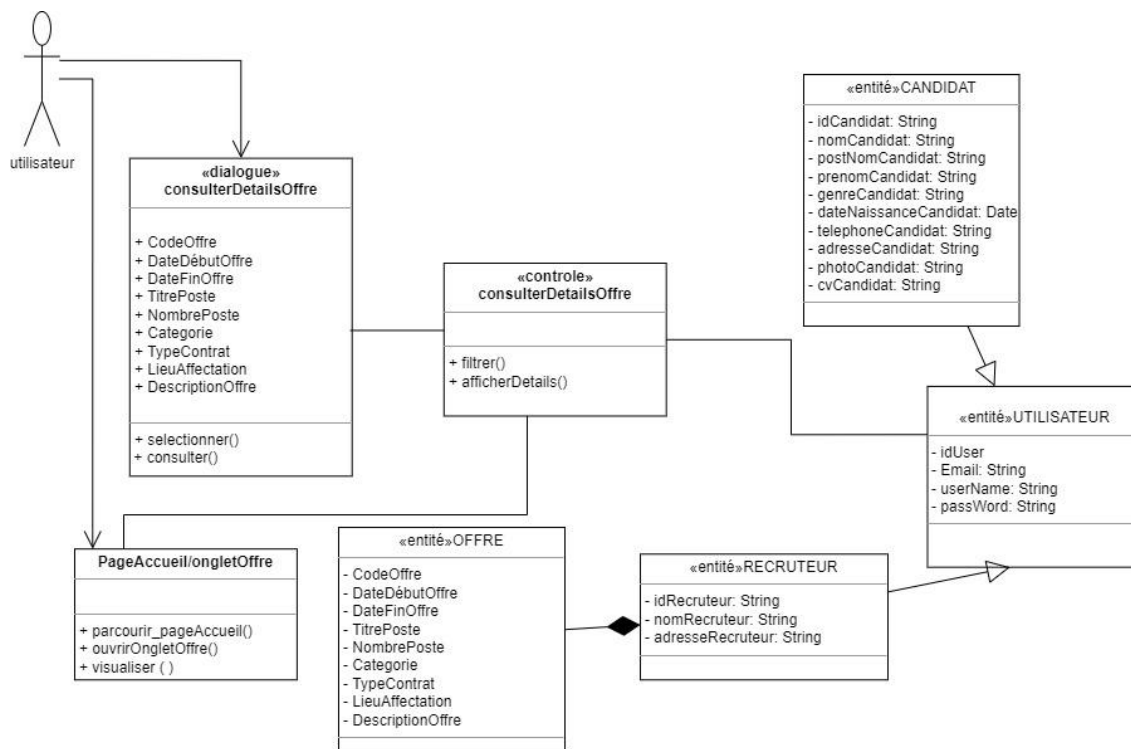 utilisateur
«dialogue»
consulterDetailsOffre
+ CodeOffre
+ DateDébutOffre
+ DateFinOffre
+ TitrePoste
+ NombrePoste
+ Categorie
+ TypeContrat
+ LieuAffectation
+ DescriptionOffre
+ selectionner()
+ consulter()
«controle»
consulterDetailsOffre
+ filtrer()
+ afficherDetails()
«entité»CANDIDAT
- idCandidat: String
- nomCandidat: String
- postNomCandidat: String
- prenomCandidat: String
- genreCandidat: String
- dateNaissanceCandidat: Date
- telephoneCandidat: String
- adresseCandidat: String
- photoCandidat: String
- cvCandidat: String
«entité»UTILISATEUR
- idUser
- Email: String
- userName: String
- passWord: String
PageAccueil/ongletOffre
+ parcourir_pageAccueil()
+ ouvrirOngletOffre()
+ visualiser ( )
«entité»OFFRE
- CodeOffre
- DateDébutOffre
- DateFinOffre
- TitrePoste
- NombrePoste
- Categorie
- TypeContrat
- LieuAffectation
- DescriptionOffre
«entité»RECRUTEUR
- idRecruteur: String
- nomRecruteur: String
- adresseRecruteur: String